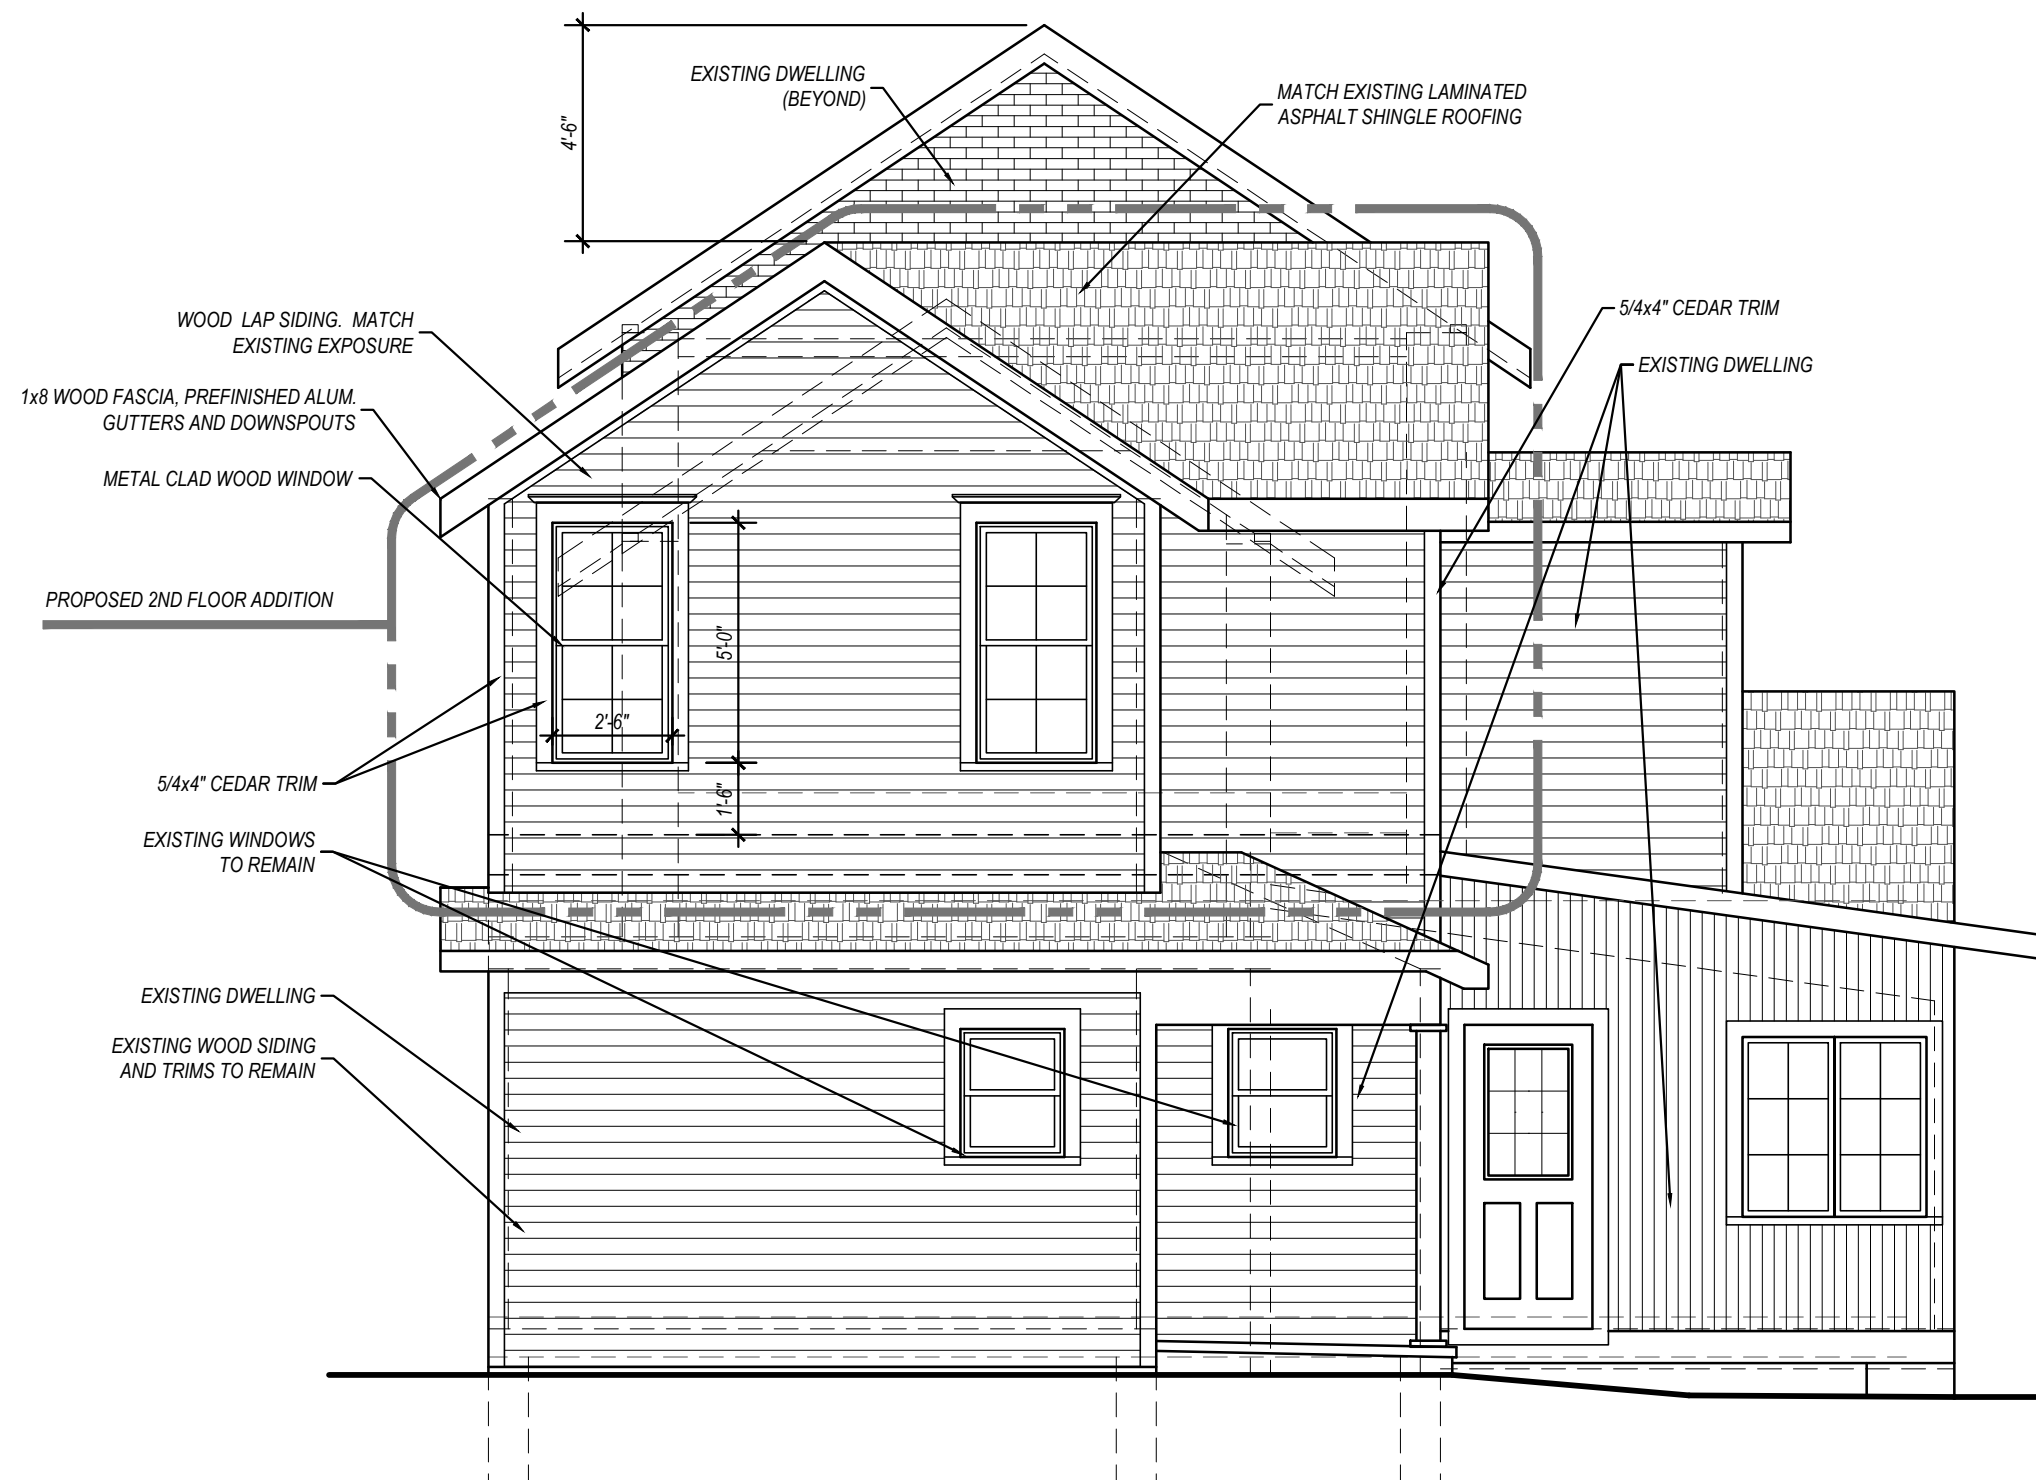 4'-6"
EXISTING DWELLING
(BEYOND)
MATCH EXISTING LAMINATED
ASPHALT SHINGLE ROOFING
WOOD LAP SIDING. MATCH
EXISTING EXPOSURE
5/4x4" CEDAR TRIM
EXISTING DWELLING
1x8 WOOD FASCIA, PREFINISHED ALUM.
GUTTERS AND DOWNSPOUTS
METAL CLAD WOOD WINDOW
PROPOSED 2ND FLOOR ADDITION
5'-0"
2'-6"
1'-6"
5/4x4" CEDAR TRIM
EXISTING WINDOWS
TO REMAIN
EXISTING DWELLING
EXISTING WOOD SIDING
AND TRIMS TO REMAIN